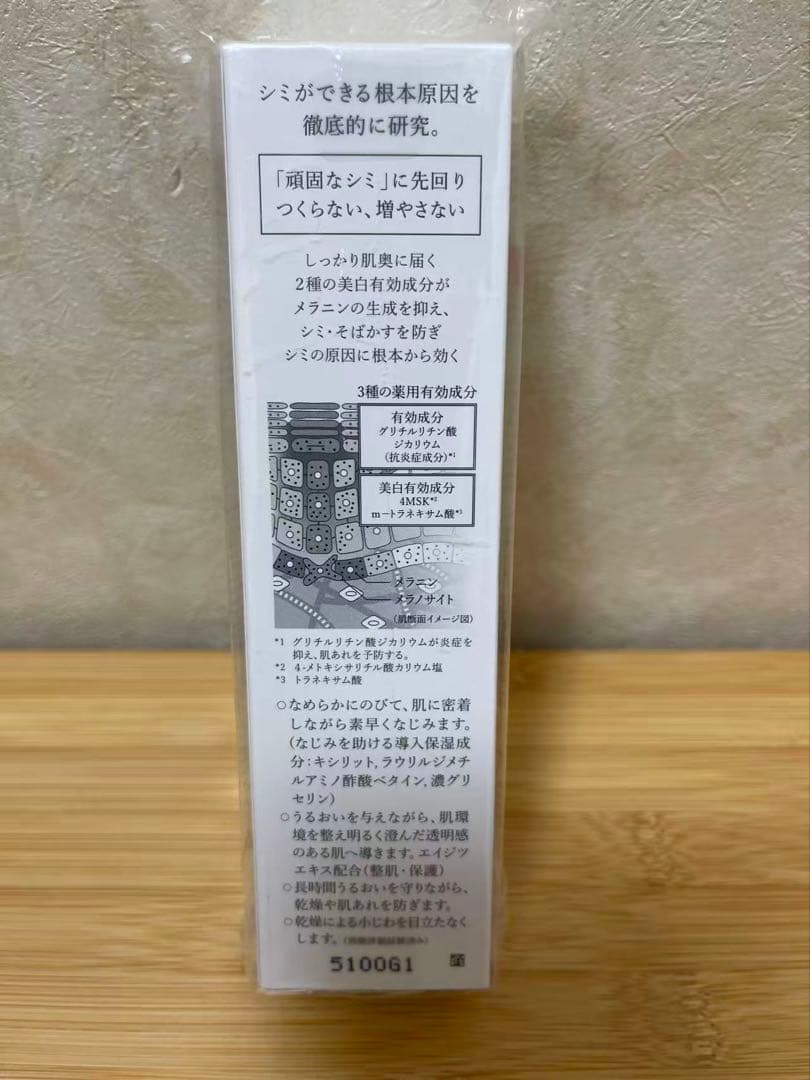 シミができる根本原因を
徹底的に研究。
「頑固なシミ」に先回り
つくらない、増やさない
しっかり肌奥に届く
2種の美白有効成分が
メラニンの生成を抑え、
シミ・そばかすを防ぎ
シミの原因に根本から効く
3種の薬用有効成分
有効成分
グリチルリチン酸
ジカリウム
(抗炎症成分)*1
美白有効成分
4MSK*2
m－トラネキサム酸*3
メラニン
メラノサイト
(肌断面イメージ図)
*1 グリチルリチン酸ジカリウムが炎症を
抑え、肌あれを予防する。
*2 4-メトキシサリチル酸カリウム塩
*3 トラネキサム酸
○なめらかにのびて、肌に密着
しながら素早くなじみます。
(なじみを助ける導入保湿成
分：キシリット,ラウリルジメチ
ルアミノ酢酸ベタイン,濃グリ
セリン)
○うるおいを与えながら、肌環
境を整え明るく澄んだ透明感
のある肌へ導きます。エイジツ
エキス配合(整肌・保護)
○長時間うるおいを守りながら、
乾燥や肌あれを防ぎます。
○乾燥による小じわを目立たなく
します。
5100G1